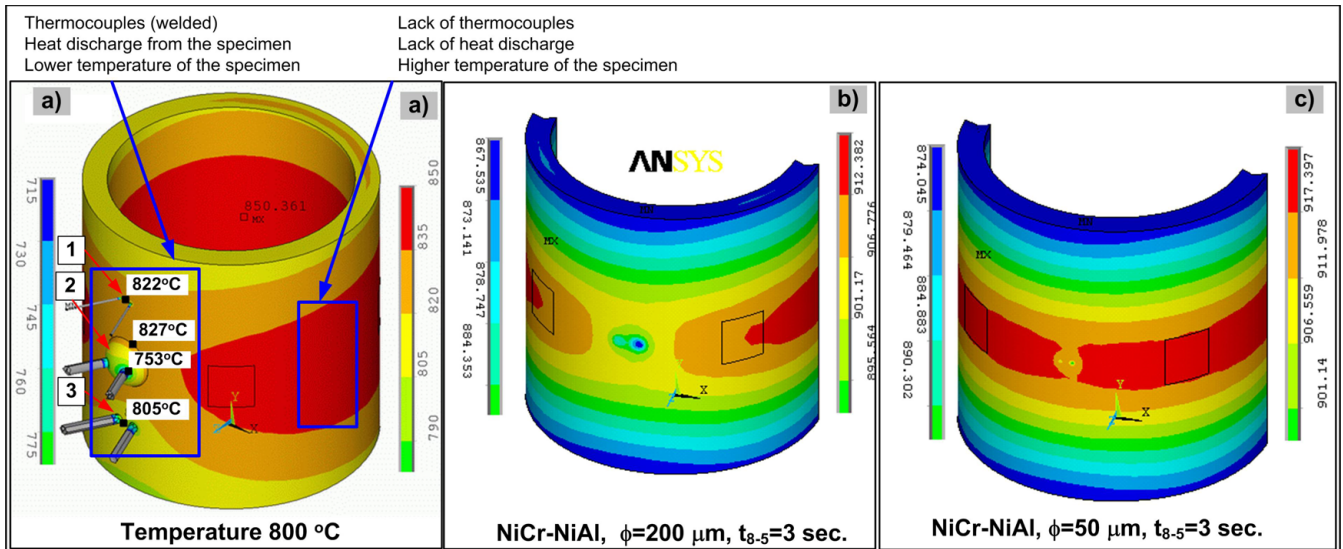 Thermocouples (welded)
Heat discharge from the specimen
Lower temperature of the specimen
Lack of thermocouples
Lack of heat discharge
Higher temperature of the specimen
a)
a)
715
730
745
760
775
1
2
3
822°C
827°C
753°C
805°C
850.361
MX
Y
X
850
835
820
805
790
Temperature 800 °C
b)
ANSYS
867.535
873.141
878.747
884.353
MX
Y
X
912.382
906.776
901.17
895.564
NiCr-NiAl, ϕ=200 μm, t₈₋₅=3 sec.
c)
874.045
879.464
884.883
890.302
MX
Y
X
917.397
911.978
906.559
901.14
NiCr-NiAl, ϕ=50 μm, t₈₋₅=3 sec.